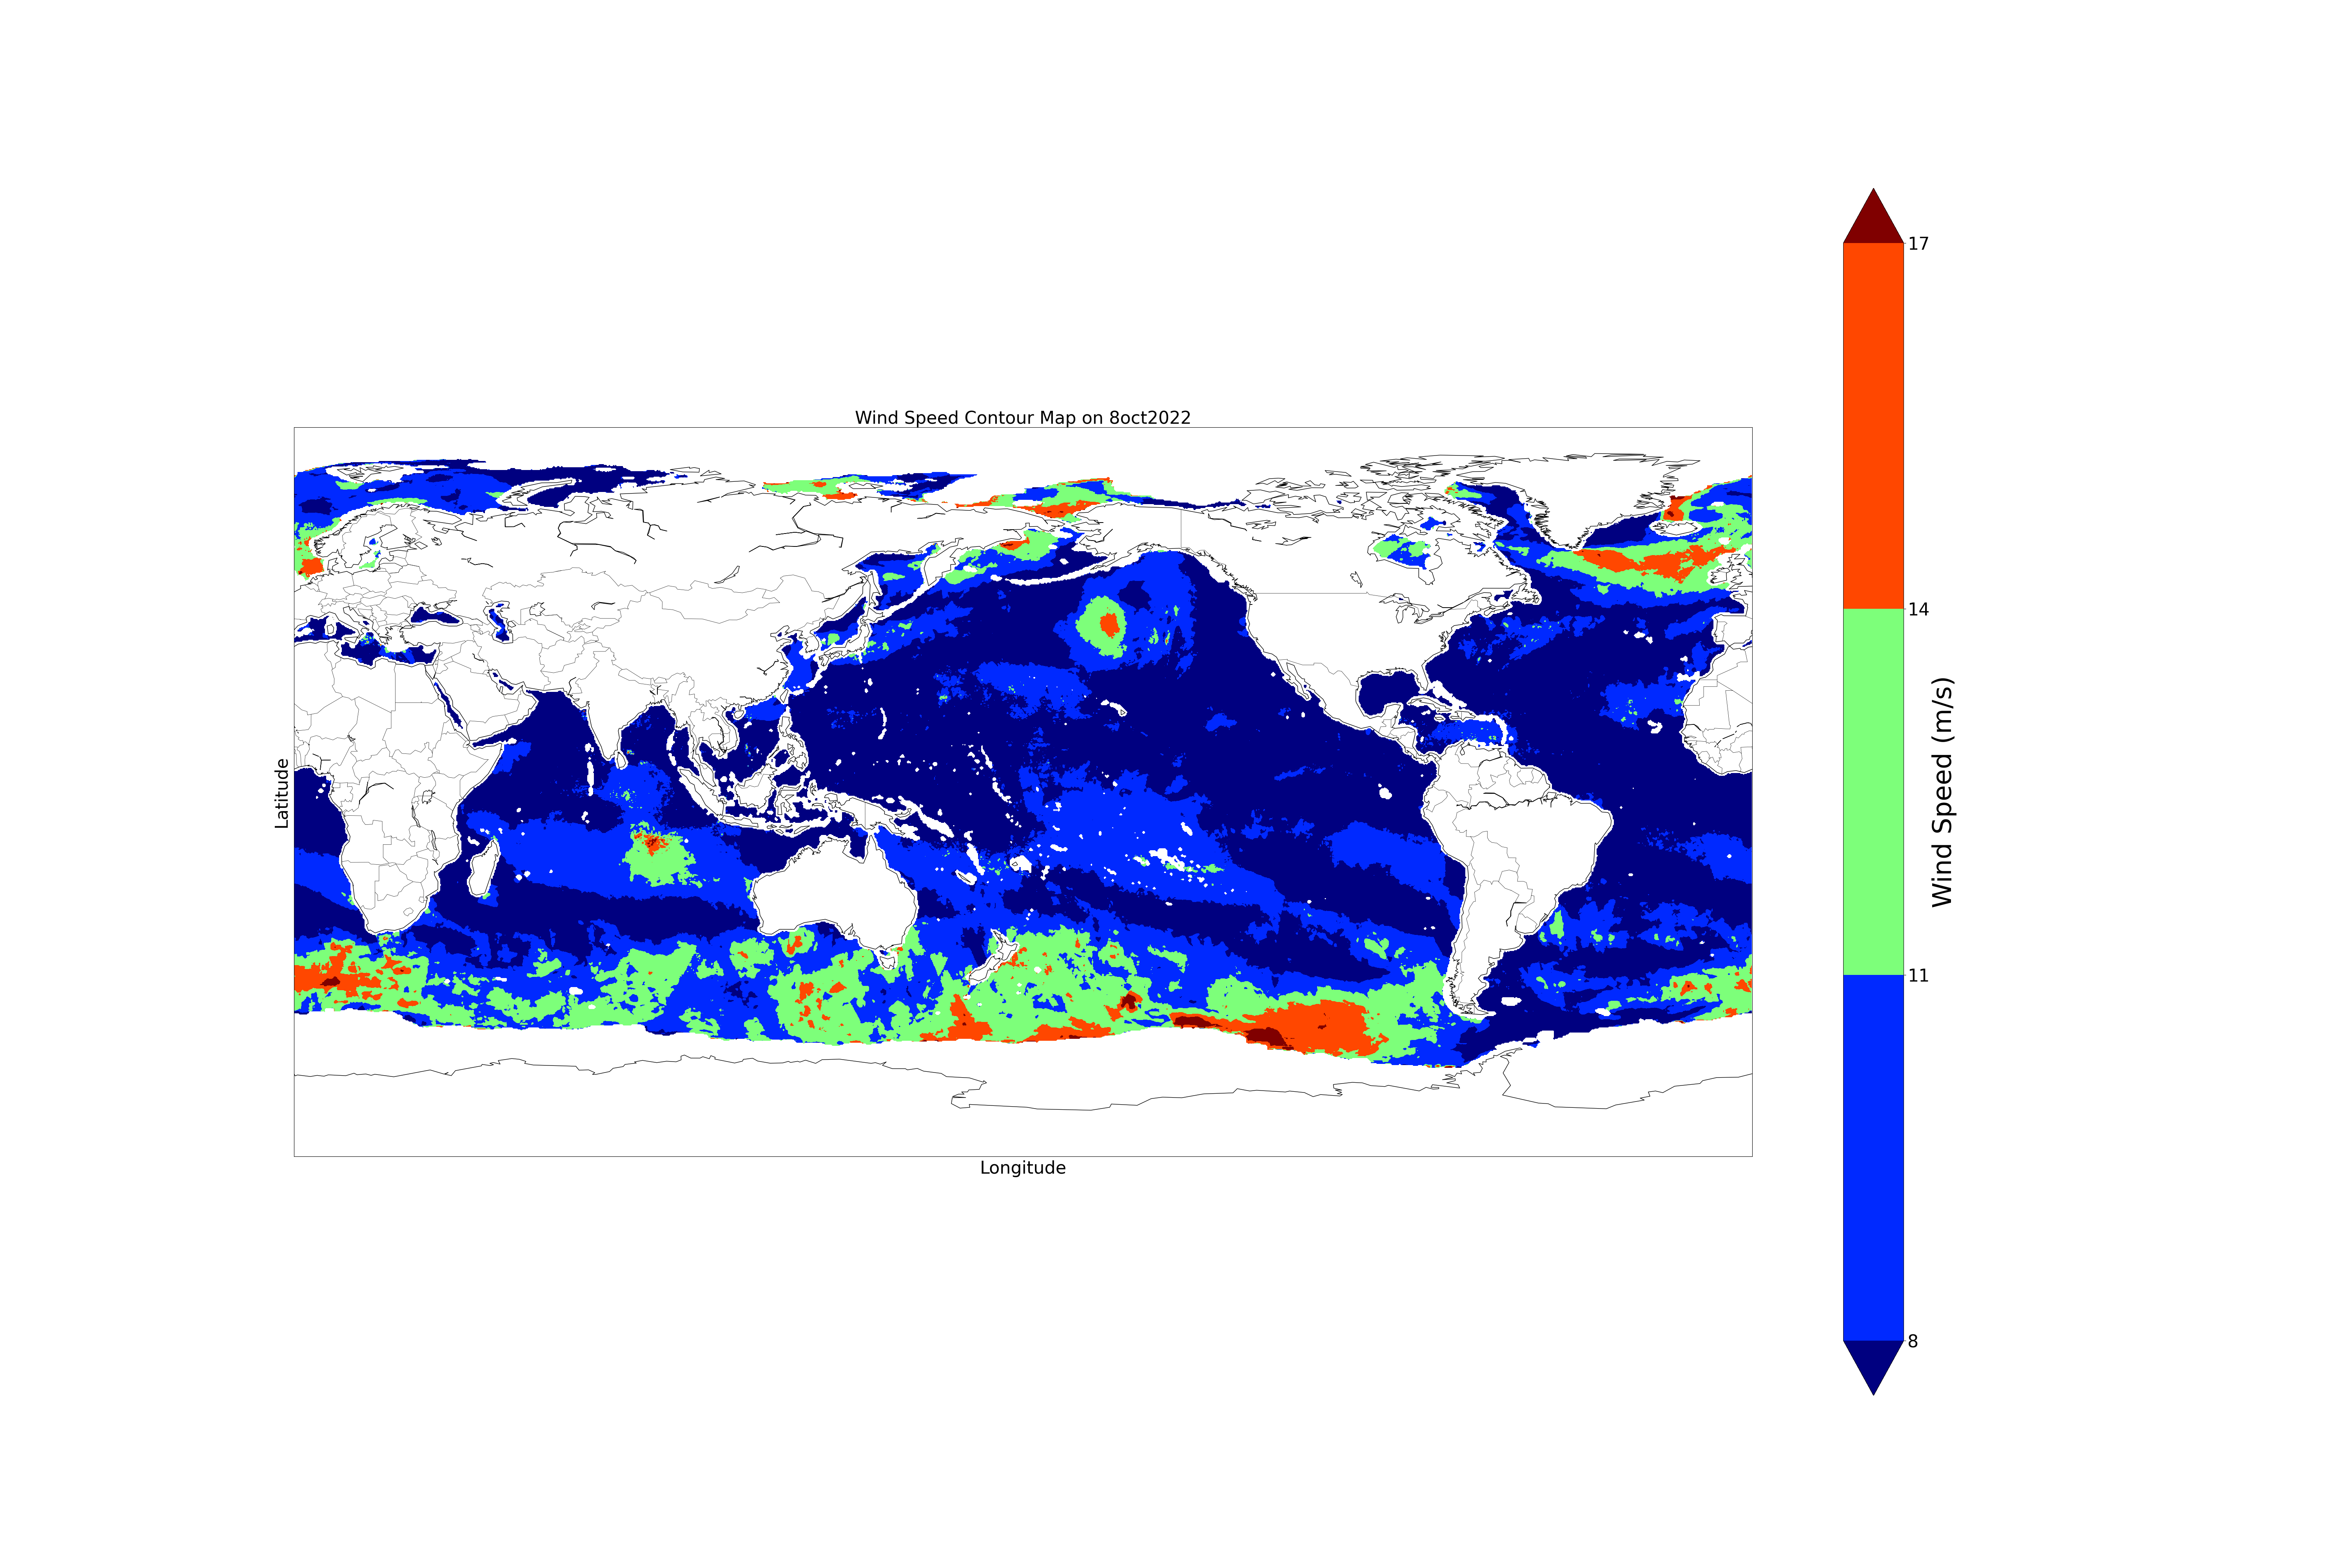 Wind Speed Contour Map on 8oct2022
Latitude
Longitude
17
14
11
8
Wind Speed (m/s)